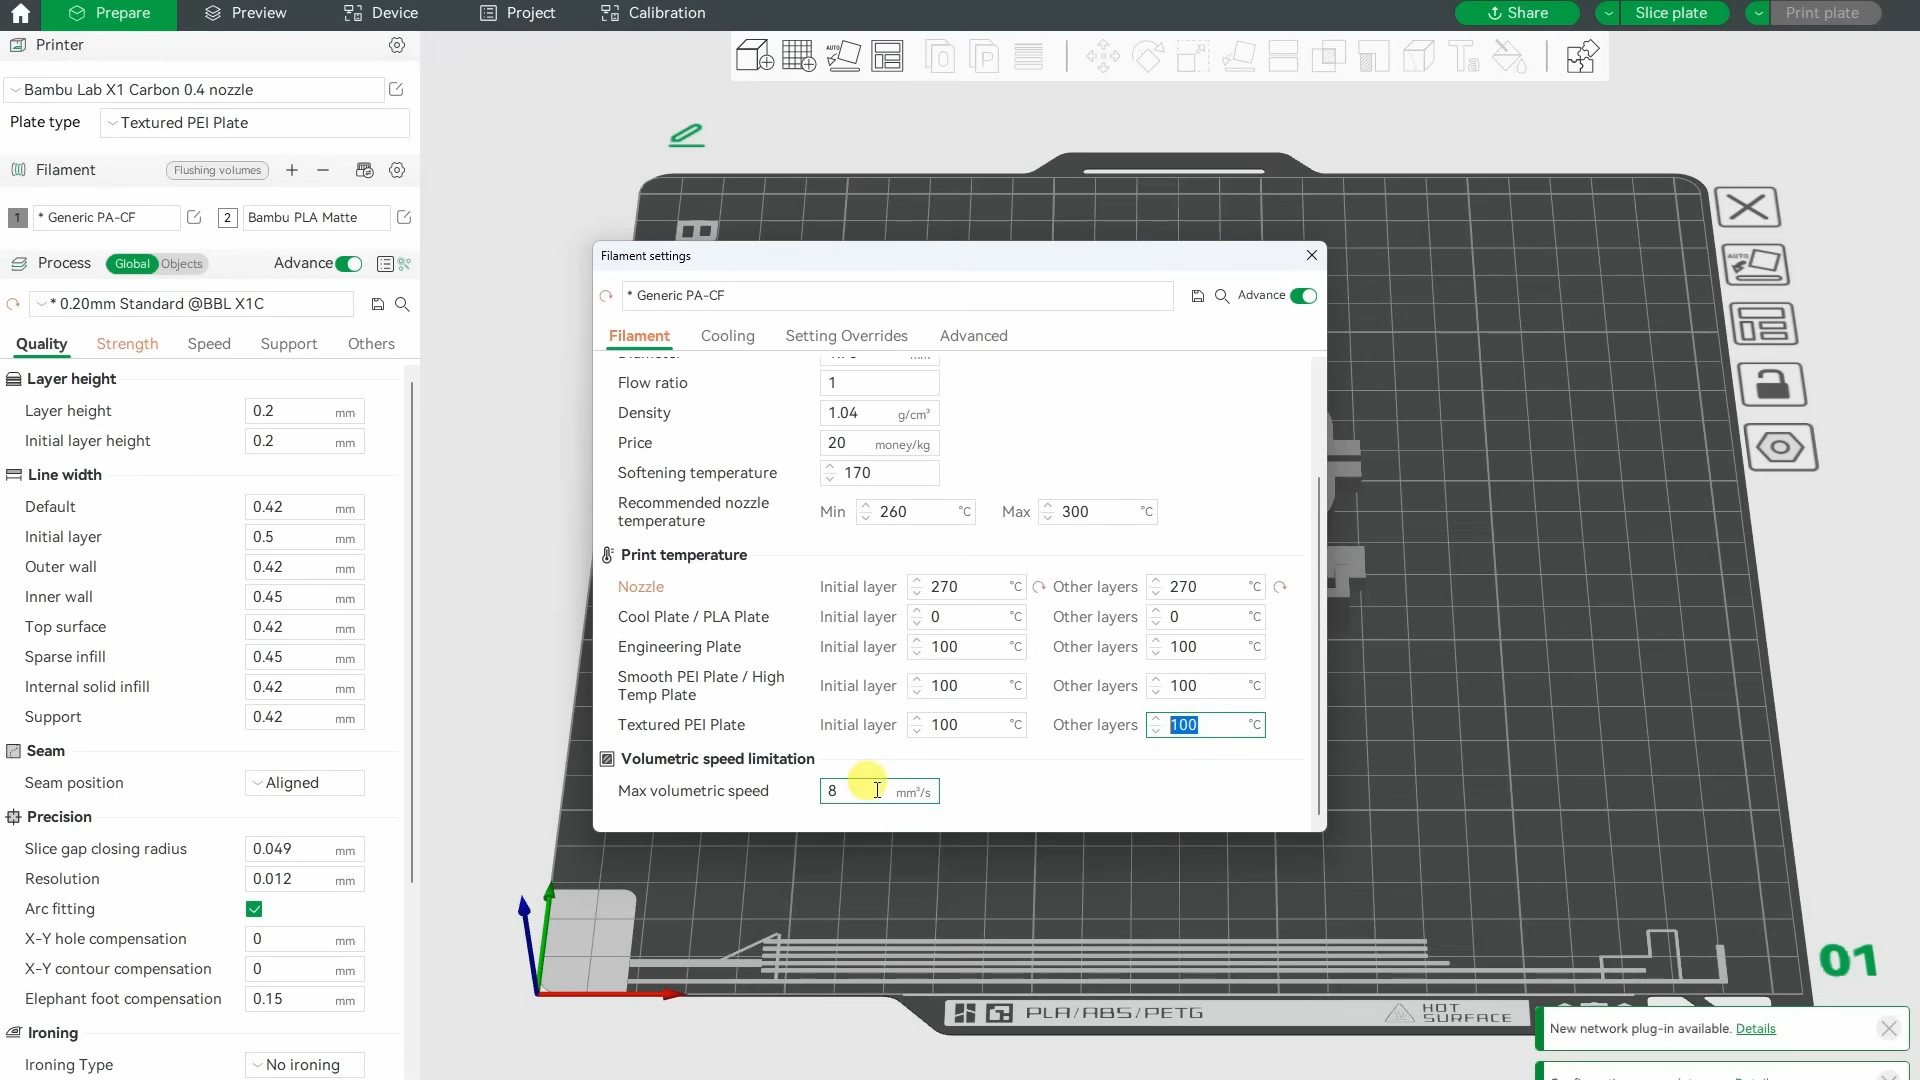 Prepare
Preview
Device
Project
Calibration
Share
Slice plate
Print plate
Printer
Bambu Lab X1 Carbon 0.4 nozzle
Plate type
Textured PEI Plate
Filament
Flushing volumes
1
* Generic PA-CF
2
Bambu PLA Matte
Process
Global
Objects
Advance
* 0.20mm Standard @BBL X1C
Quality
Strength
Speed
Support
Others
Layer height
Layer height 0.2 mm
Initial layer height 0.2 mm
Line width
Default 0.42 mm
Initial layer 0.5 mm
Outer wall 0.42 mm
Inner wall 0.45 mm
Top surface 0.42 mm
Sparse infill 0.45 mm
Internal solid infill 0.42 mm
Support 0.42 mm
Seam
Seam position Aligned
Precision
Slice gap closing radius 0.049 mm
Resolution 0.012 mm
Arc fitting
X-Y hole compensation 0 mm
X-Y contour compensation 0 mm
Elephant foot compensation 0.15 mm
Ironing
Ironing Type No ironing
AUTO
Ta
AUTO
Filament settings
* Generic PA-CF
Advance
Filament
Cooling
Setting Overrides
Advanced
Flow ratio 1
Density 1.04 g/cm³
Price 20 money/kg
Softening temperature 170
Recommended nozzle
temperature
Min 260 °C Max 300 °C
Print temperature
Nozzle Initial layer 270 °C Other layers 270 °C
Cool Plate / PLA Plate Initial layer 0 °C Other layers 0 °C
Engineering Plate Initial layer 100 °C Other layers 100 °C
Smooth PEI Plate / High
Temp Plate
Initial layer 100 °C Other layers 100 °C
Textured PEI Plate Initial layer 100 °C Other layers 100 °C
Volumetric speed limitation
Max volumetric speed 8 mm³/s
01
PLA/ABS/PETG
HOT
SURFACE
New network plug-in available. Details